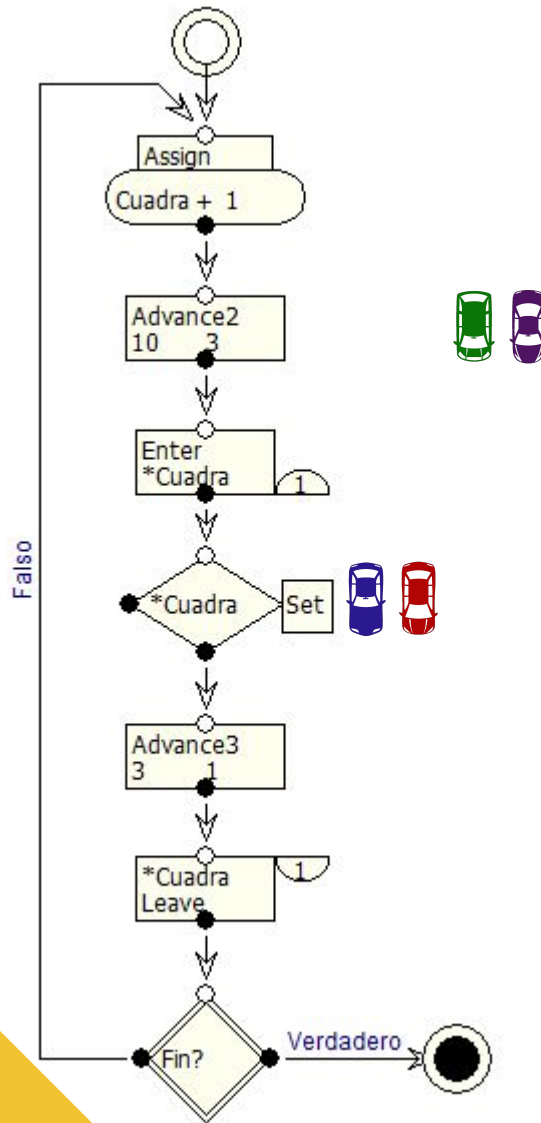 Assign
Cuadra + 1
Advance2
10 3
Enter
*Cuadra
1
Falso
*Cuadra
Set
Advance3
3 1
*Cuadra
Leave
1
Verdadero
Fin?